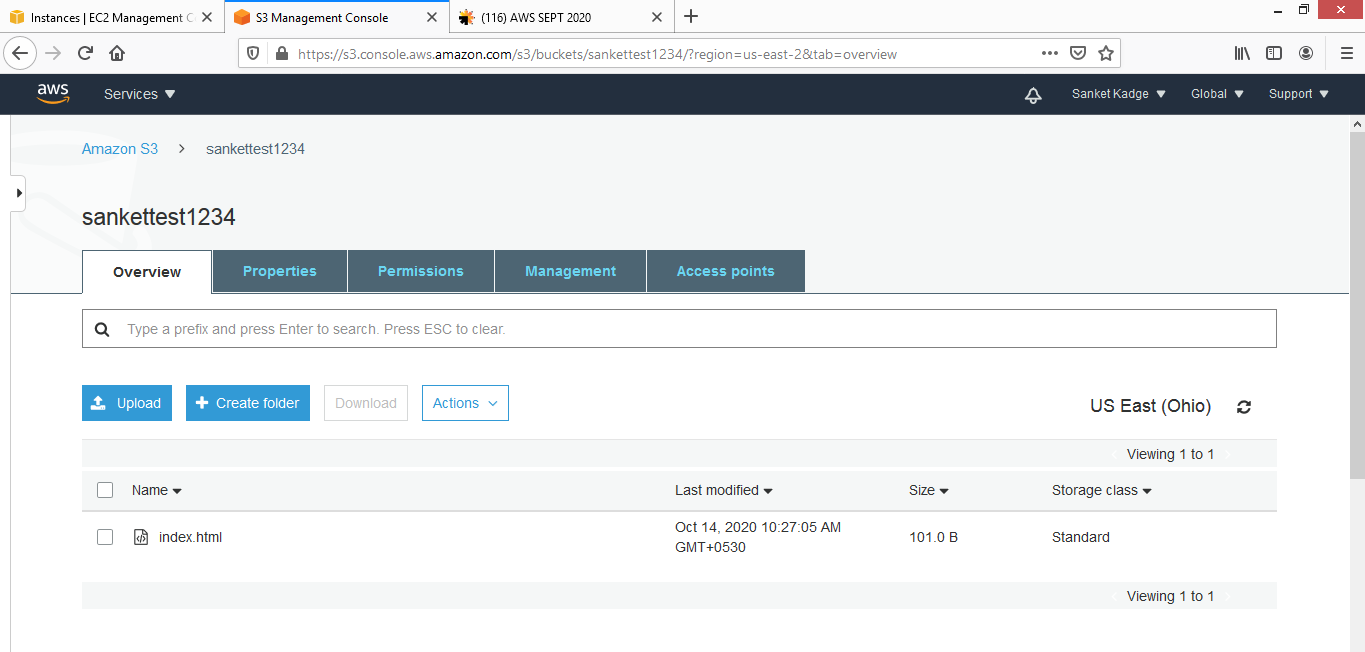 Instances | EC2 Management C
S3 Management Console
(116) AWS SEPT 2020
https://s3.console.aws.amazon.com/s3/buckets/sankettest1234/?region=us-east-2&tab=overview
aws
Services
Sanket Kadge
Global
Support
Amazon S3 > sankettest1234
sankettest1234
Overview
Properties
Permissions
Management
Access points
Type a prefix and press Enter to search. Press ESC to clear.
Upload
+ Create folder
Download
Actions
US East (Ohio)
Viewing 1 to 1
Name
Last modified
Size
Storage class
index.html
Oct 14, 2020 10:27:05 AM
GMT+0530
101.0 B
Standard
Viewing 1 to 1